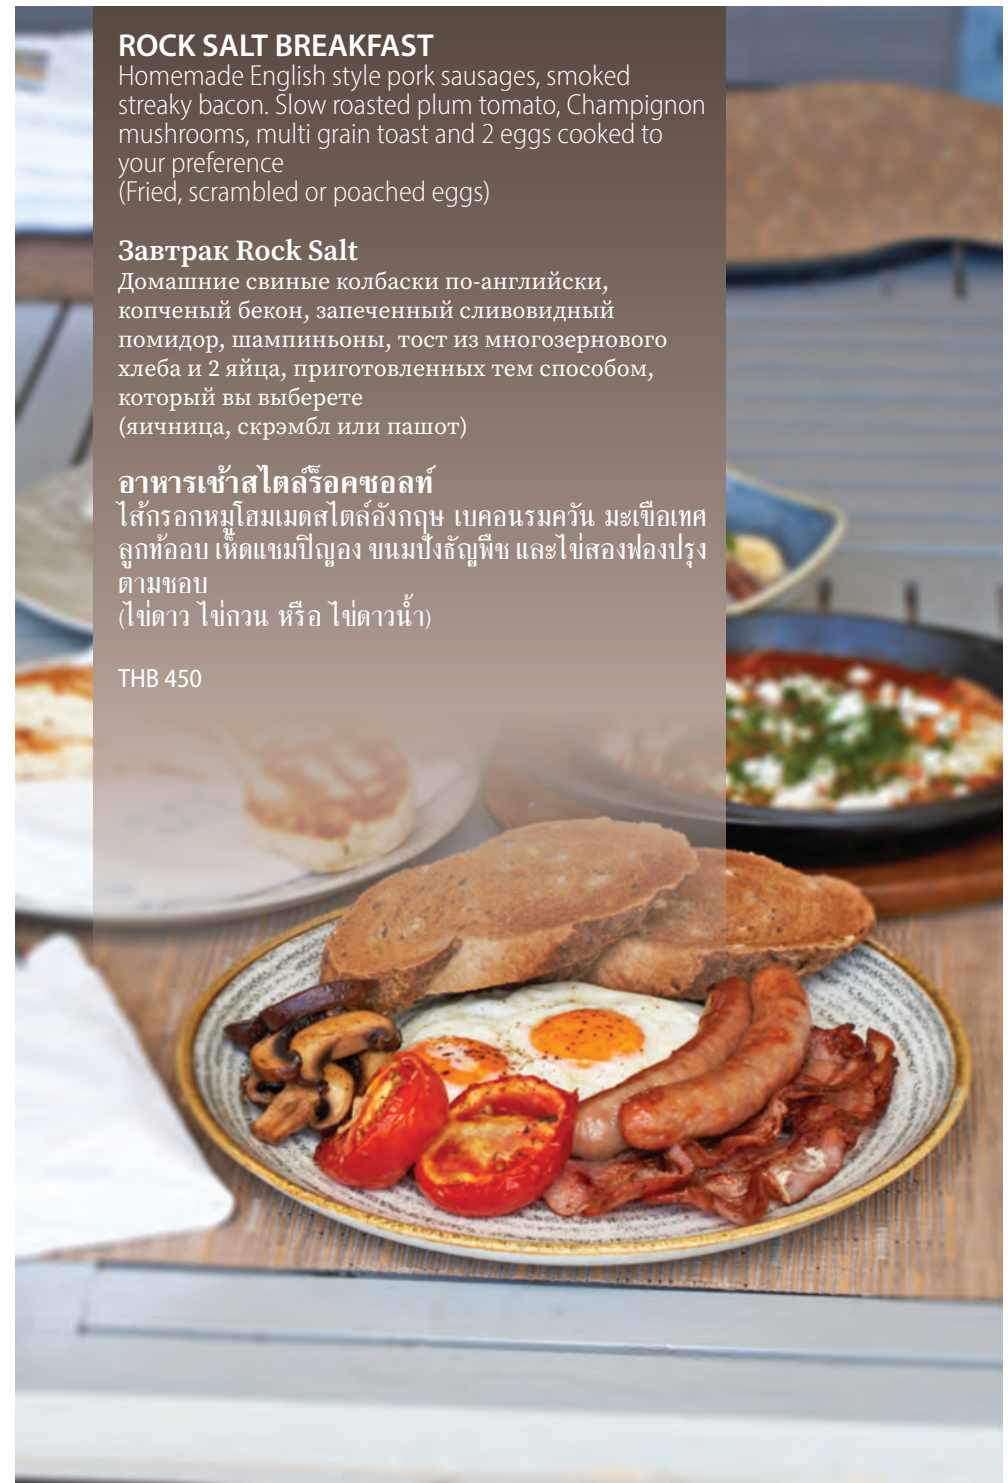 ROCK SALT BREAKFAST
Homemade English style pork sausages, smoked
streaky bacon. Slow roasted plum tomato, Champignon
mushrooms, multi grain toast and 2 eggs cooked to
your preference
(Fried, scrambled or poached eggs)
Завтрак Rock Salt
Домашние свиные колбаски по-английски,
копченый бекон, запеченный сливовидный
помидор, шампиньоны, тост из многозернового
хлеба и 2 яйца, приготовленных тем способом,
который вы выберете
(яичница, скрэмбл или пашот)
อาหารเช้าสไตล์ร็อคซอลท์
ไส้กรอกหมูโฮมเมดสไตล์อังกฤษ เบคอนรมควัน มะเขือเทศ
ลูกท้ออบ เห็ดแชมปิญอง ขนมปังธัญพืช และไข่สองฟองปรุง
ตามชอบ
(ไข่ดาว ไข่กวน หรือ ไข่ดาวน้ำ)
THB 450